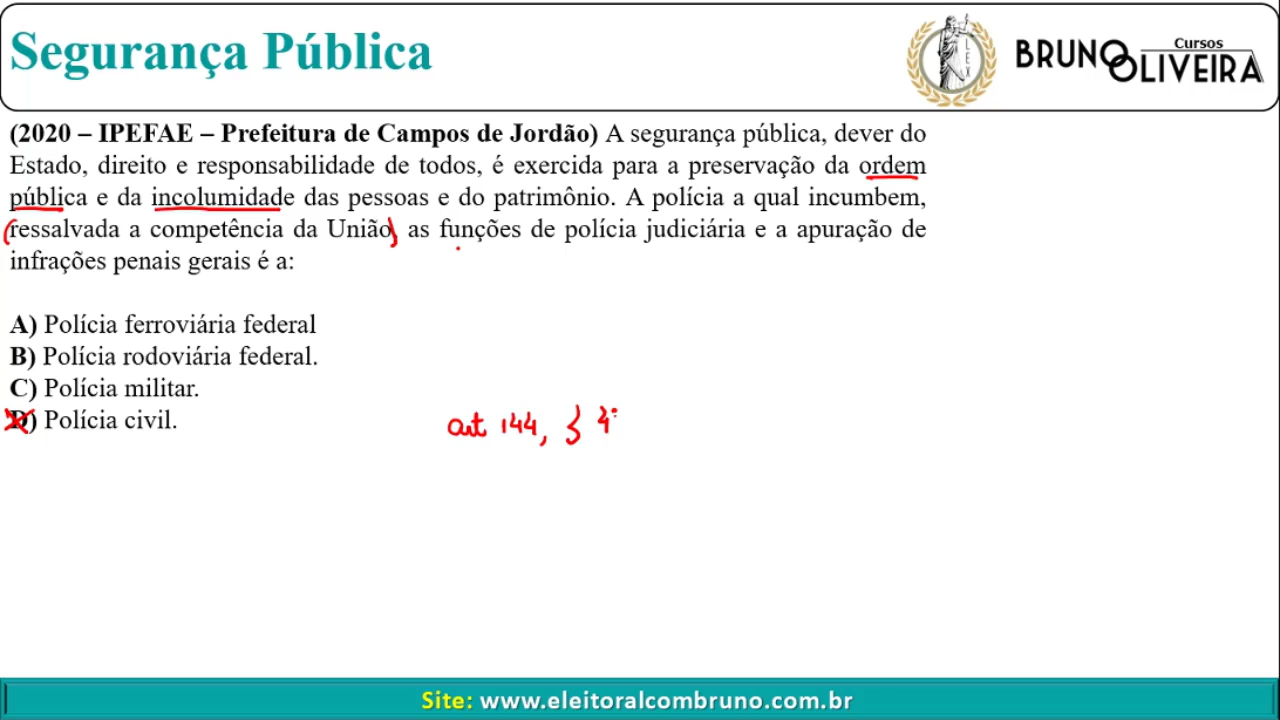 Segurança Pública
Cursos
BRUNO OLIVEIRA
LEX
(2020 – IPEFAE – Prefeitura de Campos de Jordão) A segurança pública, dever do
Estado, direito e responsabilidade de todos, é exercida para a preservação da ordem
pública e da incolumidade das pessoas e do patrimônio. A polícia a qual incumbem,
ressalvada a competência da União, as funções de polícia judiciária e a apuração de
infrações penais gerais é a:
A) Polícia ferroviária federal
B) Polícia rodoviária federal.
C) Polícia militar.
D) Polícia civil.
art 144, § 4º
Site: www.eleitoralcombruno.com.br